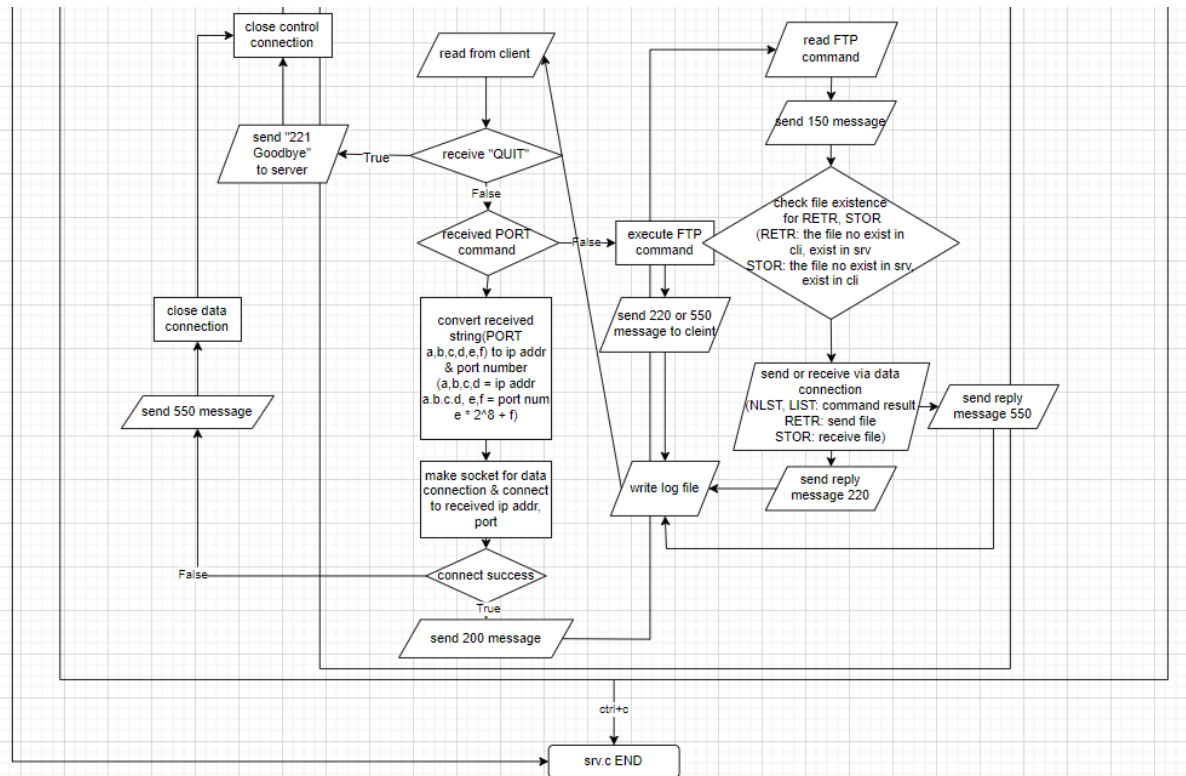 close control
connection
read from client
read FTP
command
send 150 message
send "221
Goodbye"
to server
True
receive "QUIT"
False
received PORT
command
False
execute FTP
command
check file existence
for RETR, STOR
(RETR: the file no exist in
cli, exist in srv
STOR: the file no exist in srv,
exist in cli
close data
connection
convert received
string(PORT
a,b,c,d,e,f) to ip addr
& port number
(a,b,c,d = ip addr
a.b.c.d, e,f = port num
e * 2^8 + f)
send 220 or 550
message to cleint
send or receive via data
connection
(NLST, LIST: command result
RETR: send file
STOR: receive file)
send reply
message 550
send 550 message
make socket for data
connection & connect
to received ip addr,
port
write log file
send reply
message 220
connect success
False
True
send 200 message
ctrl+c
srv.c END